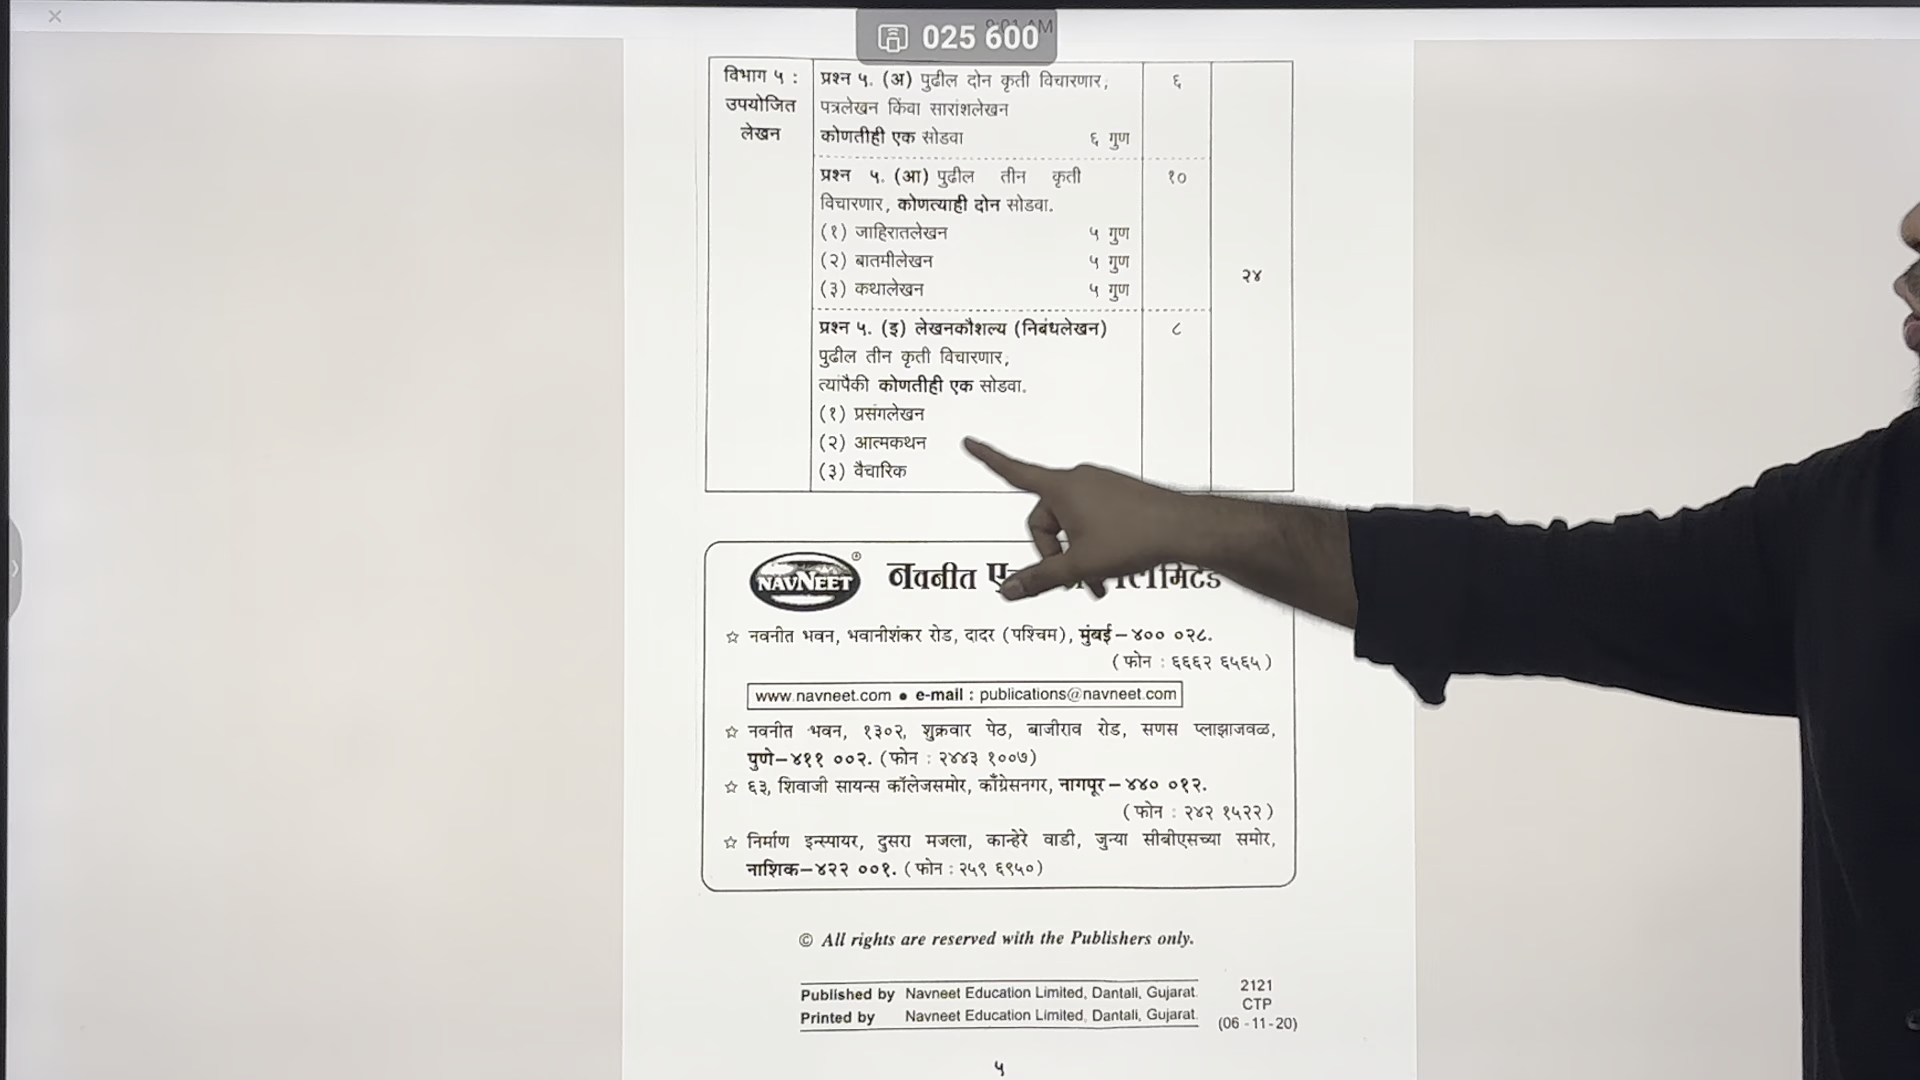 025 600
विभाग ५ :
उपयोजित
लेखन
प्रश्न ५. (अ) पुढील दोन कृती विचारणार,
पत्रलेखन किंवा सारांशलेखन
कोणतीही एक सोडवा ६ गुण
६
प्रश्न ५. (आ) पुढील तीन कृती
विचारणार, कोणत्याही दोन सोडवा.
(१) जाहिरातलेखन ५ गुण
(२) बातमीलेखन ५ गुण
(३) कथालेखन ५ गुण
१०
प्रश्न ५. (इ) लेखनकौशल्य (निबंधलेखन)
पुढील तीन कृती विचारणार,
त्यांपैकी कोणतीही एक सोडवा.
(१) प्रसंगलेखन
(२) आत्मकथन
(३) वैचारिक
८
२४
NAVNEET
नवनीत
☆ नवनीत भवन, भवानीशंकर रोड, दादर (पश्चिम), मुंबई–४०० ०२८.
(फोन : ६६६२ ६५६५)
www.navneet.com ● e-mail : publications@navneet.com
☆ नवनीत भवन, १३०२, शुक्रवार पेठ, बाजीराव रोड, सणस प्लाझाजवळ,
पुणे–४११ ००२. (फोन : २४४३ १००७)
☆ ६३, शिवाजी सायन्स कॉलेजसमोर, काँग्रेसनगर, नागपूर–४४० ०१२.
(फोन : २४२ १५२२)
☆ निर्माण इन्स्पायर, दुसरा मजला, कान्हेरे वाडी, जुन्या सीबीएसच्या समोर,
नाशिक–४२२ ००१. (फोन : २५९ ६९५०)
© All rights are reserved with the Publishers only.
Published by Navneet Education Limited, Dantali, Gujarat.
Printed by Navneet Education Limited, Dantali, Gujarat.
2121
CTP
(06-11-20)
५